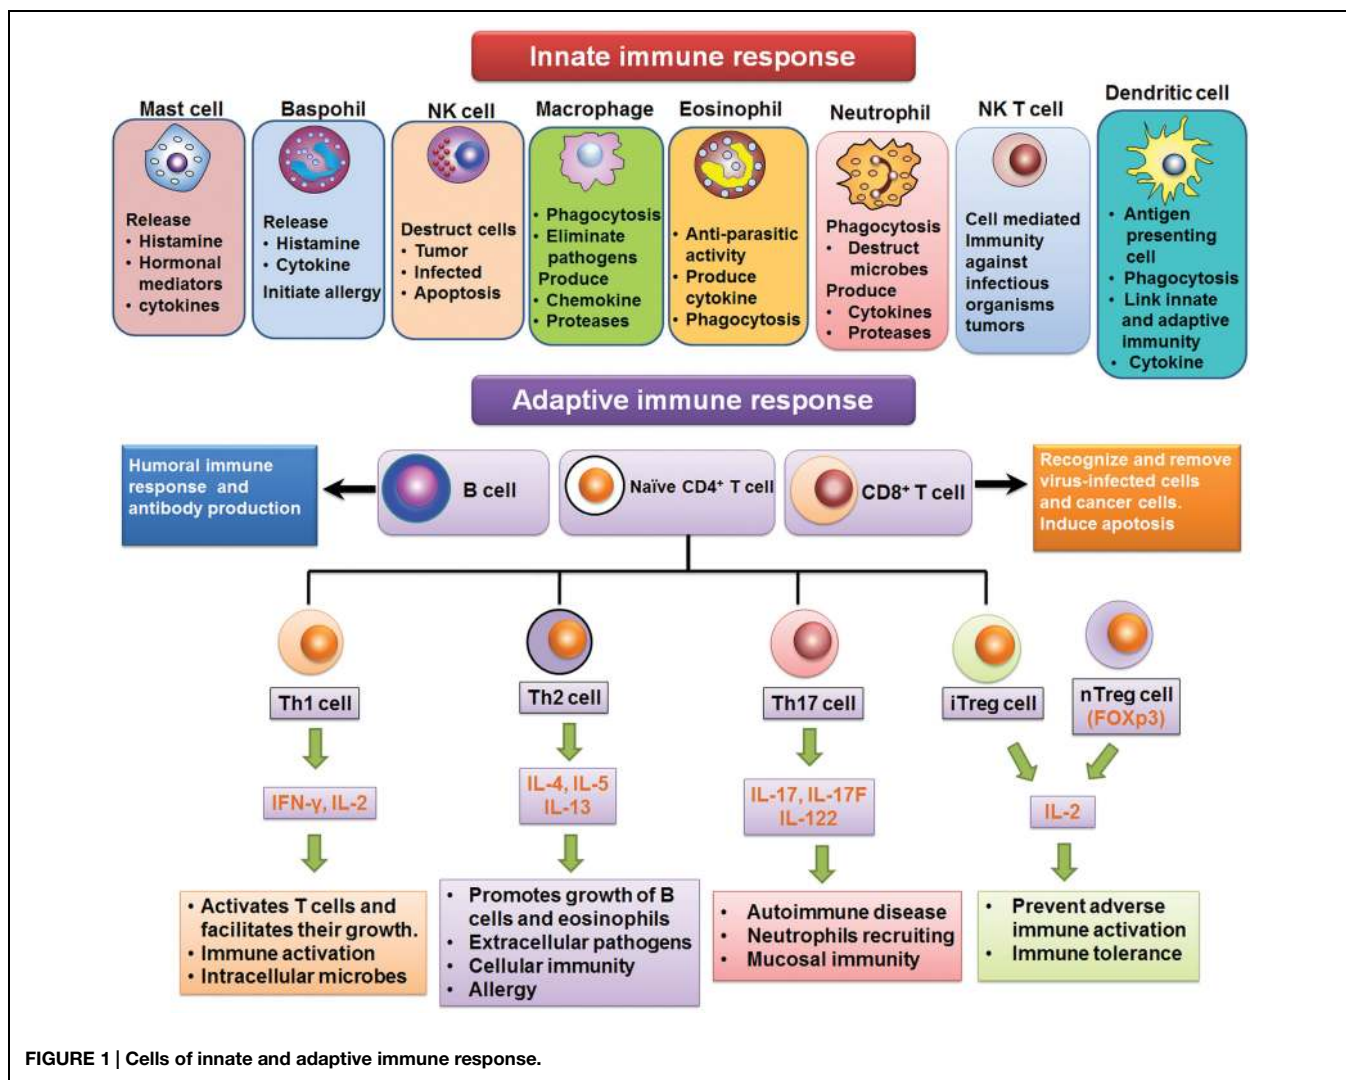 Innate immune response
Mast cell
Release
• Histamine
• Hormonal
mediators
• cytokines
Baspohil
Release
• Histamine
• Cytokine
Initiate allergy
NK cell
Destruct cells
• Tumor
• Infected
• Apoptosis
Macrophage
• Phagocytosis
• Eliminate
pathogens
Produce
• Chemokine
• Proteases
Eosinophil
• Anti-parasitic
activity
• Produce
cytokine
• Phagocytosis
Neutrophil
Phagocytosis
• Destruct
microbes
Produce
• Cytokines
• Proteases
NK T cell
Cell mediated
Immunity
against
infectious
organisms
tumors
Dendritic cell
• Antigen
presenting
cell
• Phagocytosis
• Link innate
and adaptive
immunity
• Cytokine
Adaptive immune response
Humoral immune
response and
antibody production
B cell
Naïve CD4⁺ T cell
CD8⁺ T cell
Recognize and remove
virus-infected cells
and cancer cells.
Induce apotosis
Th1 cell
Th2 cell
Th17 cell
iTreg cell
nTreg cell
(FOXp3)
IFN-γ, IL-2
IL-4, IL-5
IL-13
IL-17, IL-17F
IL-122
IL-2
• Activates T cells and
facilitates their growth.
• Immune activation
• Intracellular microbes
• Promotes growth of B
cells and eosinophils
• Extracellular pathogens
• Cellular immunity
• Allergy
• Autoimmune disease
• Neutrophils recruiting
• Mucosal immunity
• Prevent adverse
immune activation
• Immune tolerance
FIGURE 1 | Cells of innate and adaptive immune response.